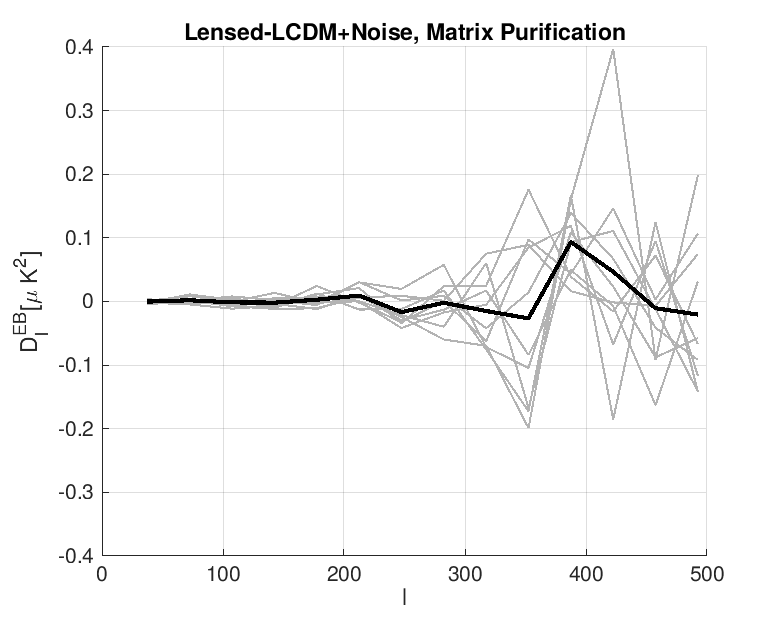 Lensed-LCDM+Noise, Matrix Purification
0.4
0.3
0.2
0.1
0
-0.1
-0.2
-0.3
-0.4
D_l^{EB}[μ K^2]
0 100 200 300 400 500
l